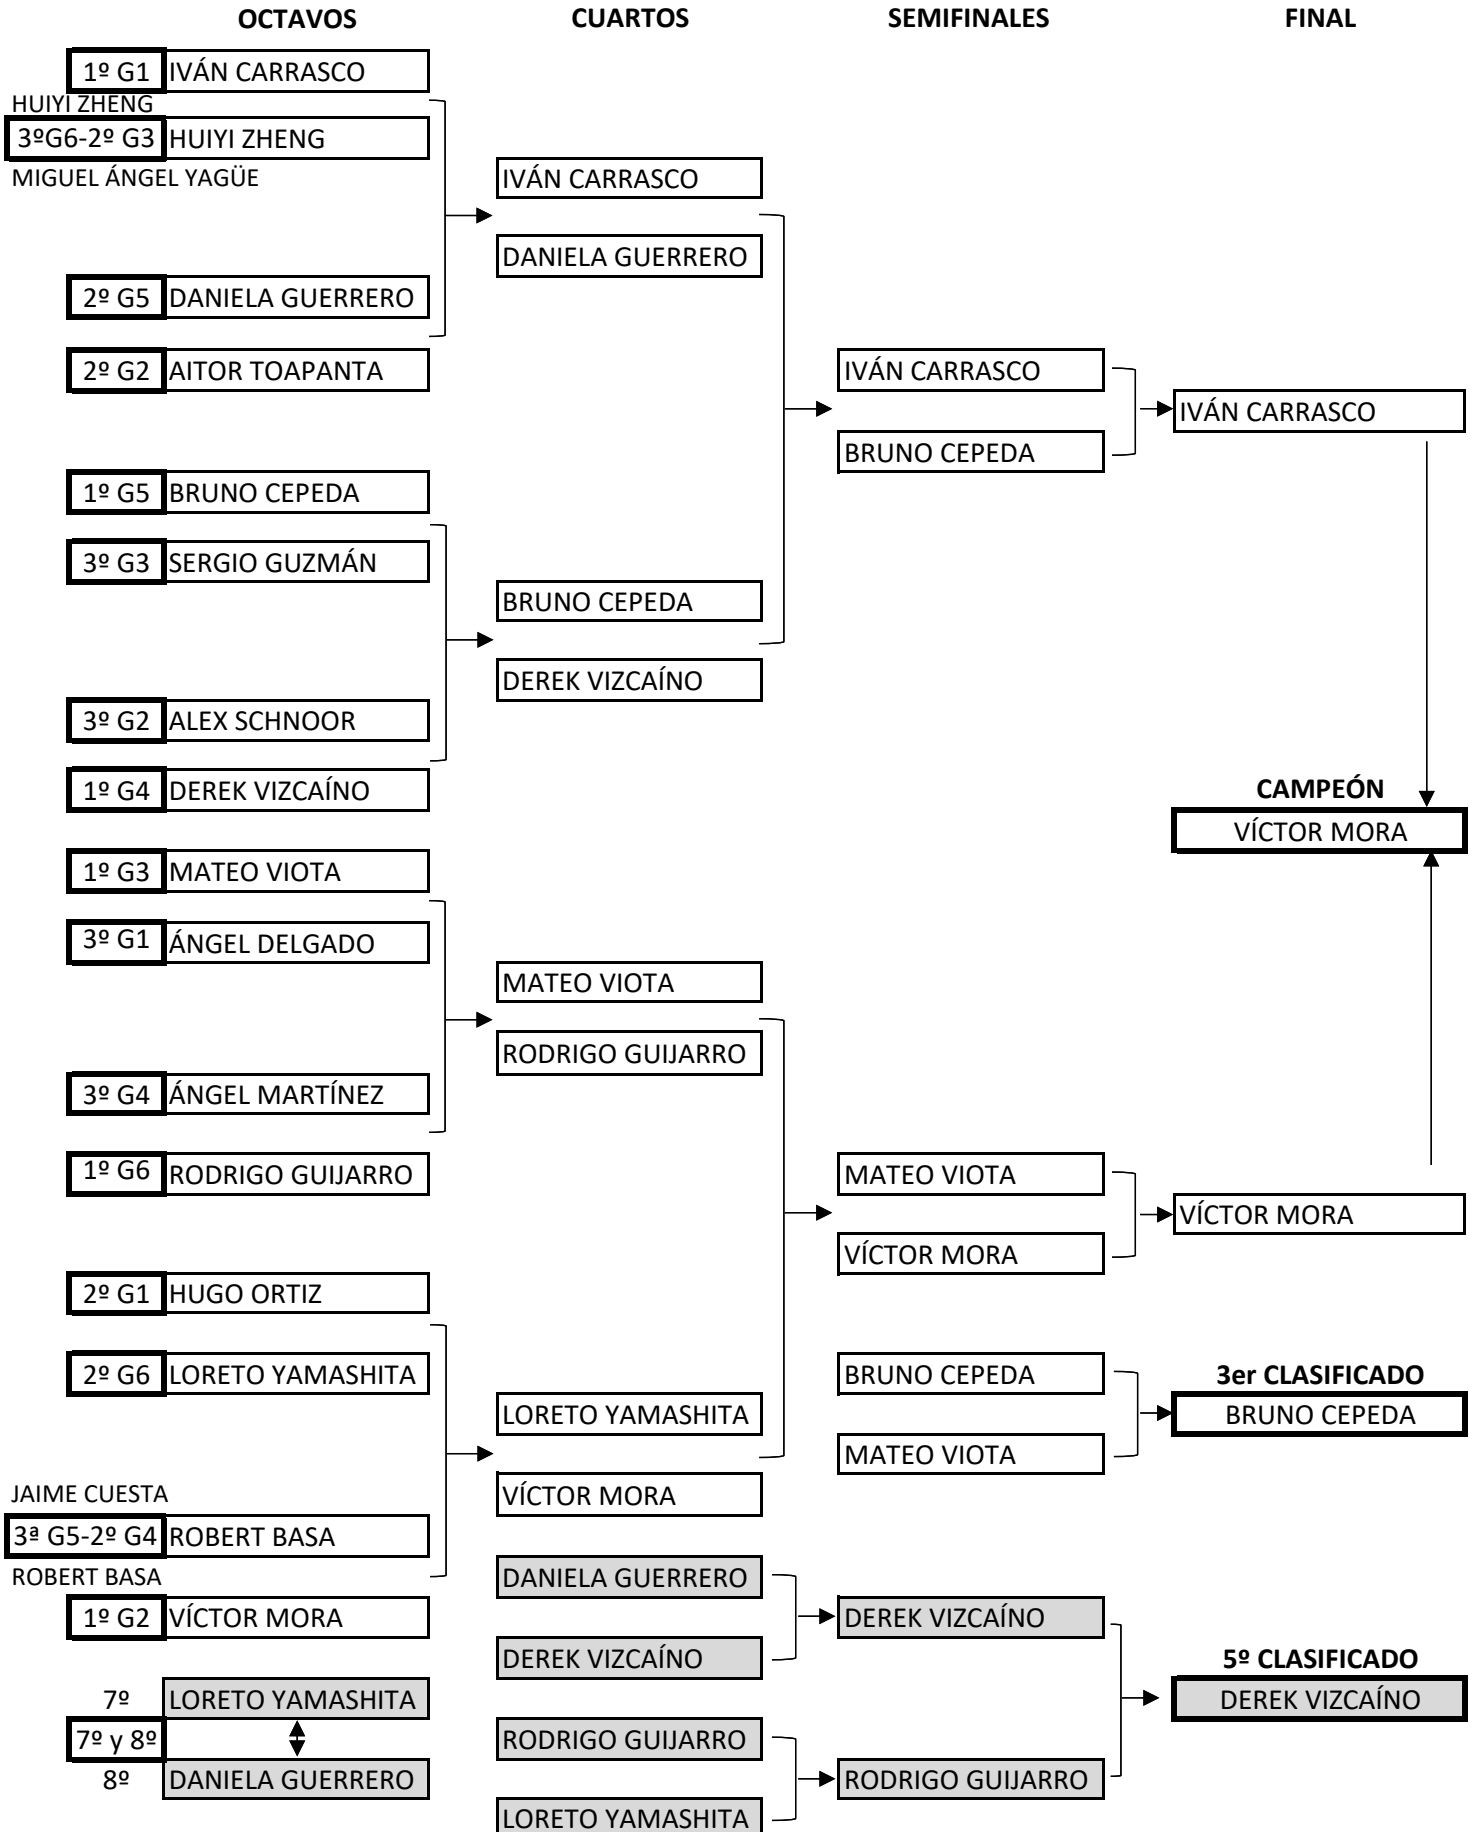 OCTAVOS CUARTOS SEMIFINALES FINAL
1º G1 IVÁN CARRASCO
HUIYI ZHENG
3ºG6-2º G3 HUIYI ZHENG
MIGUEL ÁNGEL YAGÜE IVÁN CARRASCO
DANIELA GUERRERO
2º G5 DANIELA GUERRERO
2º G2 AITOR TOAPANTA IVÁN CARRASCO
IVÁN CARRASCO
BRUNO CEPEDA
1º G5 BRUNO CEPEDA
3º G3 SERGIO GUZMÁN
BRUNO CEPEDA
DEREK VIZCAÍNO
3º G2 ALEX SCHNOOR
1º G4 DEREK VIZCAÍNO CAMPEÓN
VÍCTOR MORA
1º G3 MATEO VIOTA
3º G1 ÁNGEL DELGADO
MATEO VIOTA
RODRIGO GUIJARRO
3º G4 ÁNGEL MARTÍNEZ
1º G6 RODRIGO GUIJARRO MATEO VIOTA
VÍCTOR MORA
VÍCTOR MORA
2º G1 HUGO ORTIZ
2º G6 LORETO YAMASHITA BRUNO CEPEDA 3er CLASIFICADO
LORETO YAMASHITA BRUNO CEPEDA
MATEO VIOTA
JAIME CUESTA VÍCTOR MORA
3ª G5-2º G4 ROBERT BASA
ROBERT BASA DANIELA GUERRERO
1º G2 VÍCTOR MORA DEREK VIZCAÍNO
DEREK VIZCAÍNO 5º CLASIFICADO
7º LORETO YAMASHITA DEREK VIZCAÍNO
7º y 8º RODRIGO GUIJARRO
8º DANIELA GUERRERO RODRIGO GUIJARRO
LORETO YAMASHITA